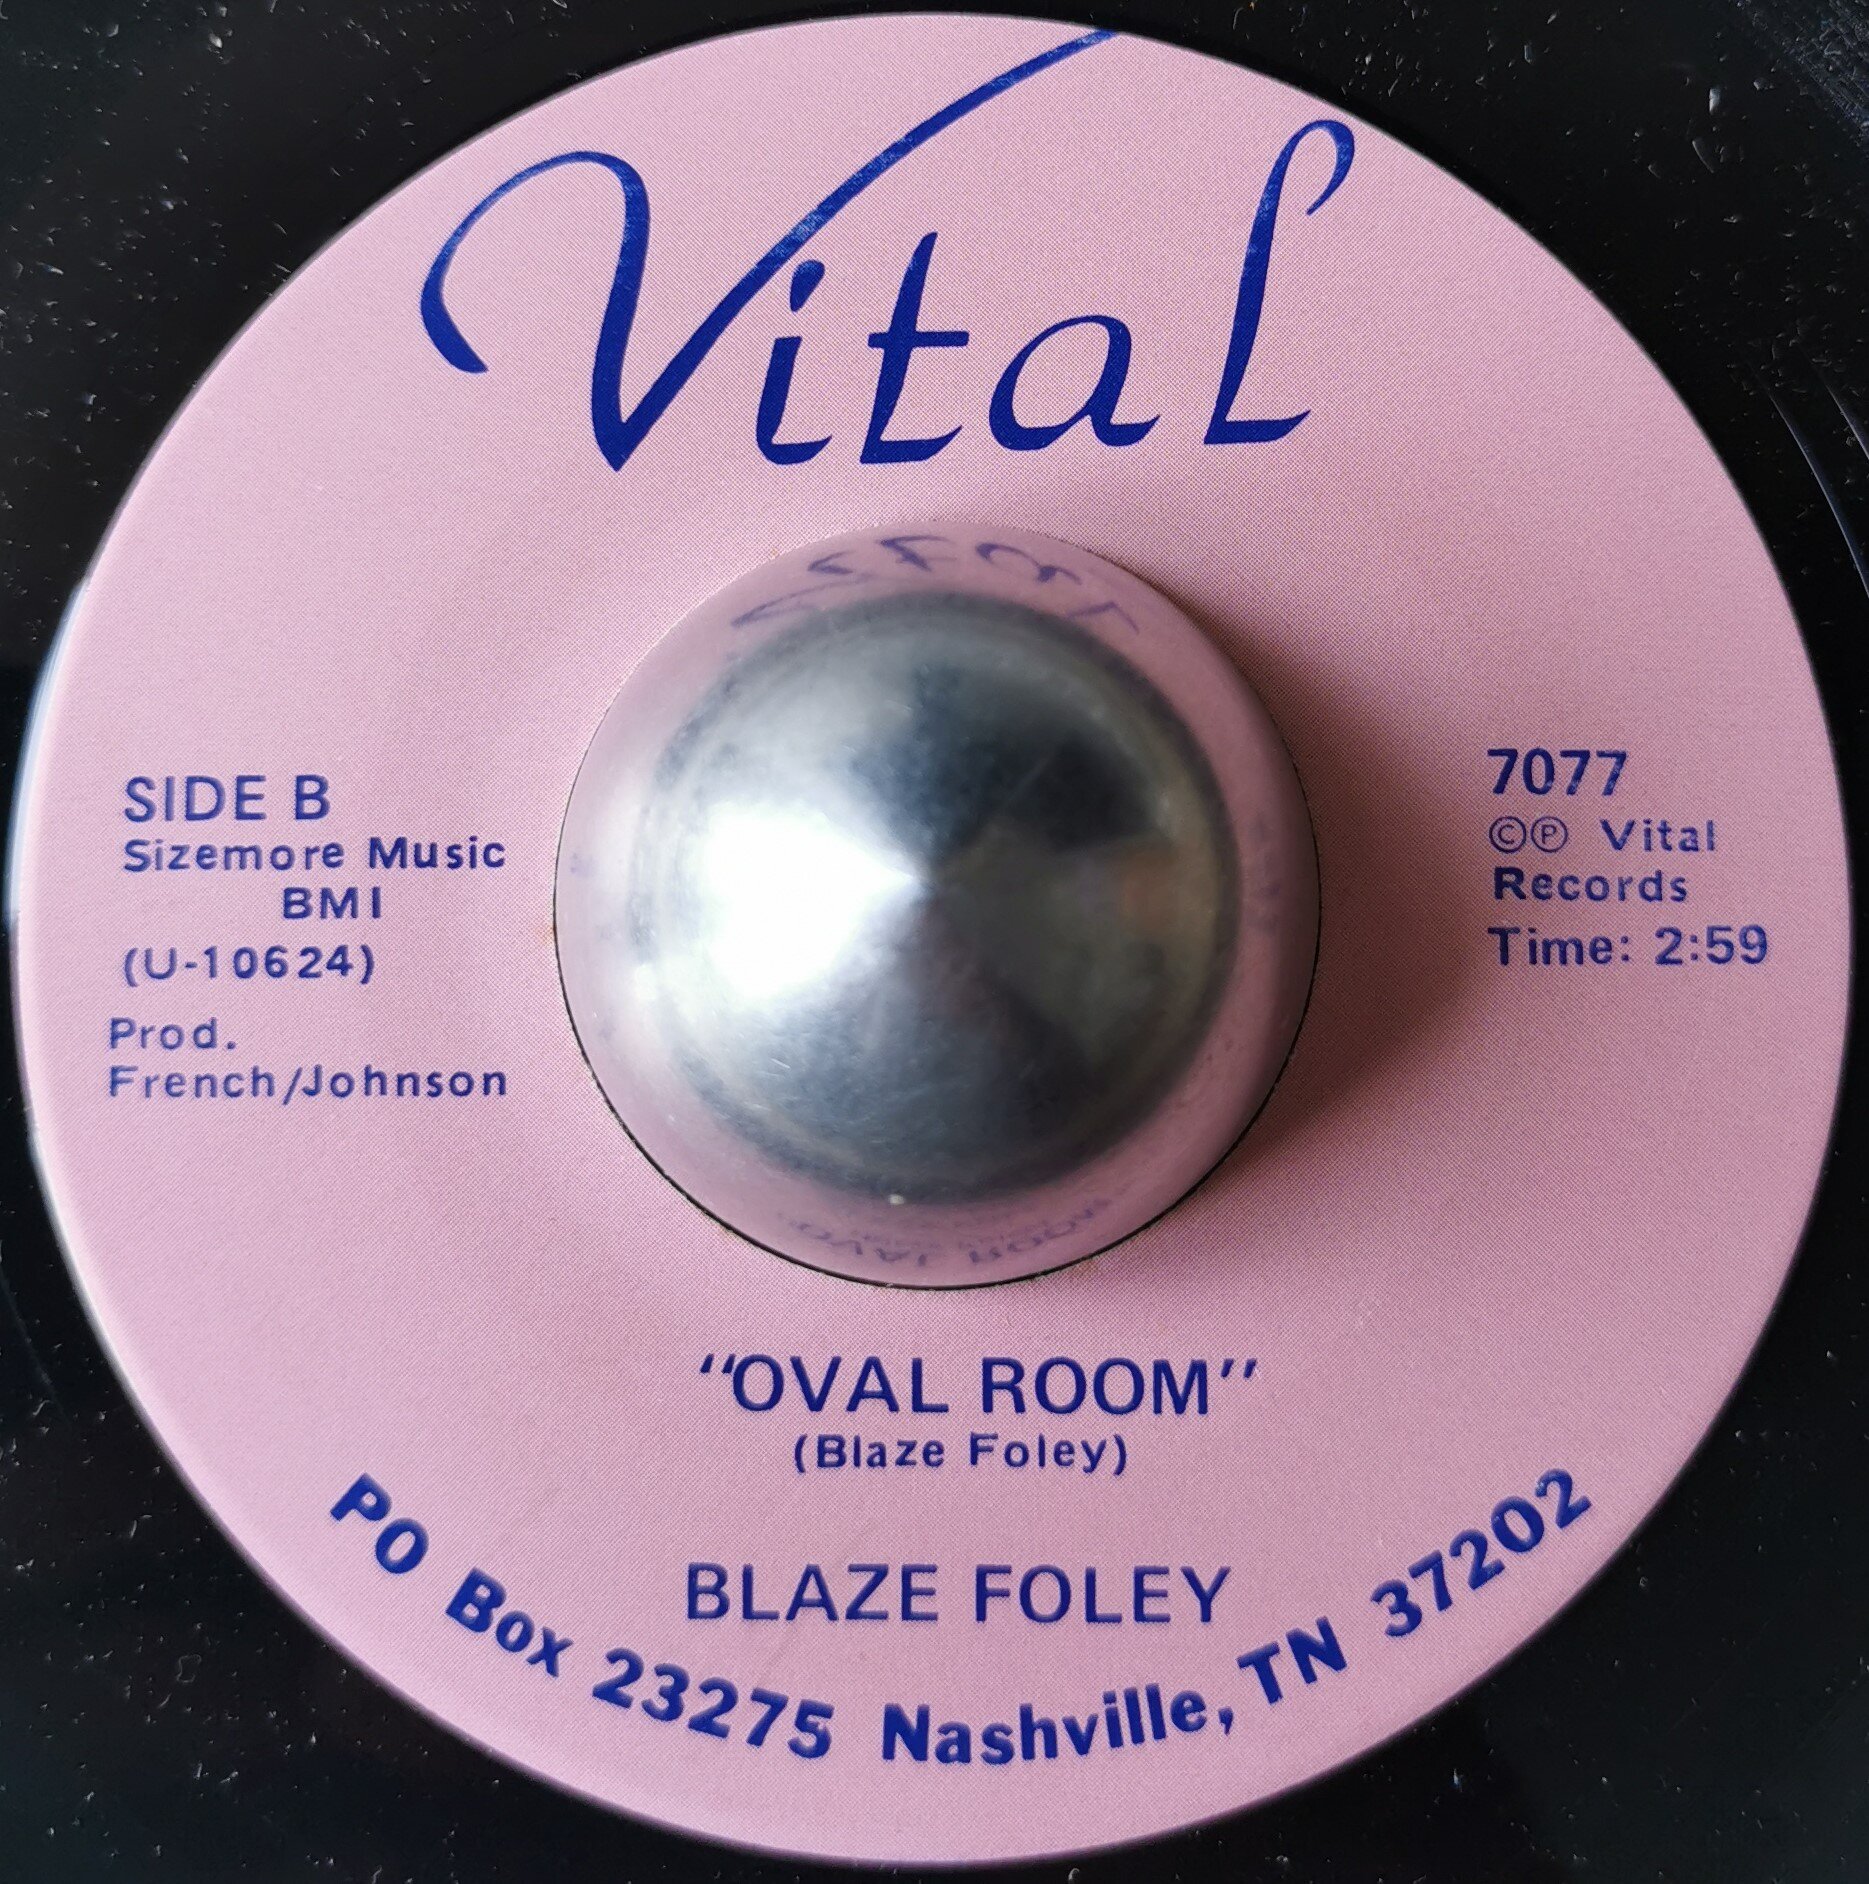 Vital
SIDE B
Sizemore Music
BMI
(U-10624)
Prod.
French/Johnson
7077
©℗ Vital
Records
Time: 2:59
"OVAL ROOM"
(Blaze Foley)
BLAZE FOLEY
PO Box 23275 Nashville, TN 37202